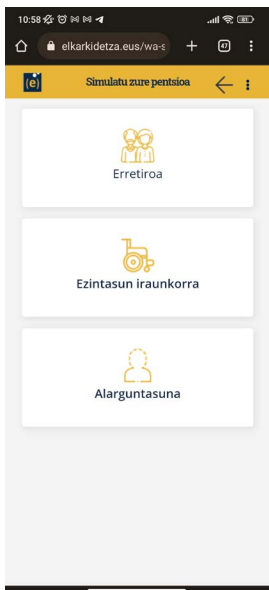 10:58
elkarkidetza.eus/wa-s
47
(e)
Simulatu zure pentsioa
Erretiroa
Ezintasun iraunkorra
Alarguntasuna